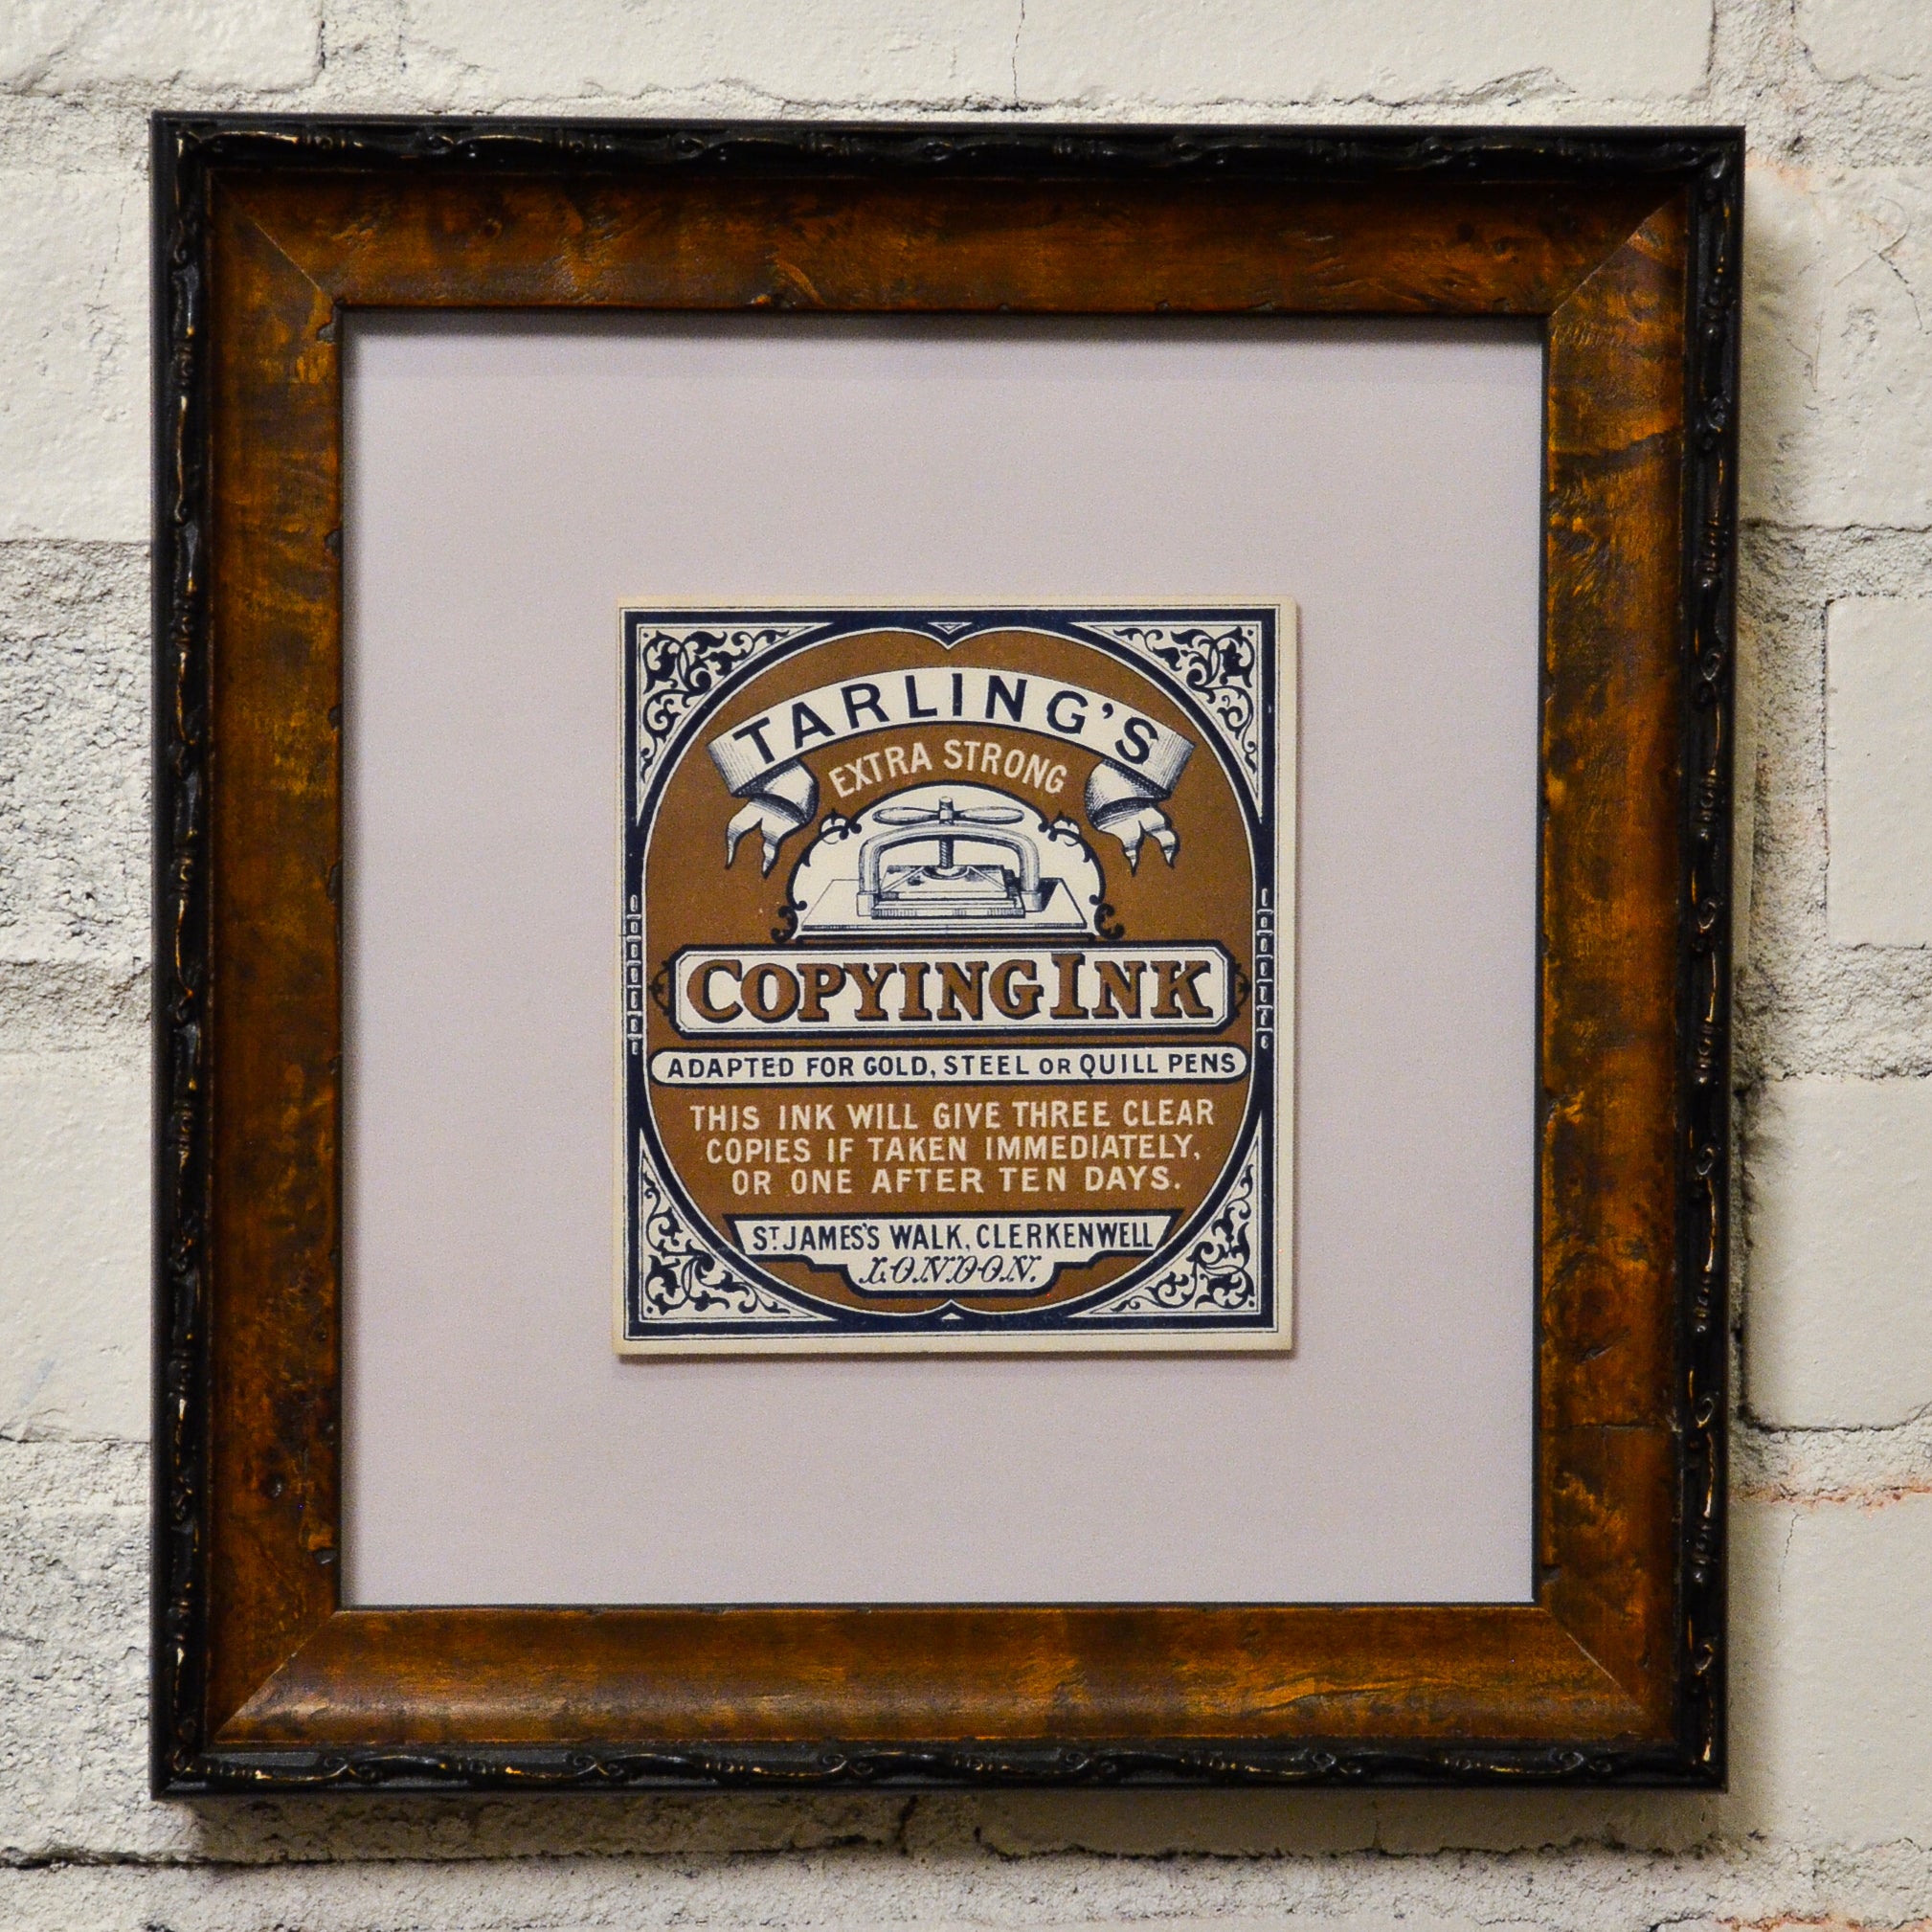 TARLING'S
EXTRA STRONG
COPYING INK
ADAPTED FOR GOLD, STEEL OR QUILL PENS
THIS INK WILL GIVE THREE CLEAR
COPIES IF TAKEN IMMEDIATELY,
OR ONE AFTER TEN DAYS.
ST. JAMES'S WALK, CLERKENWELL
LONDON.